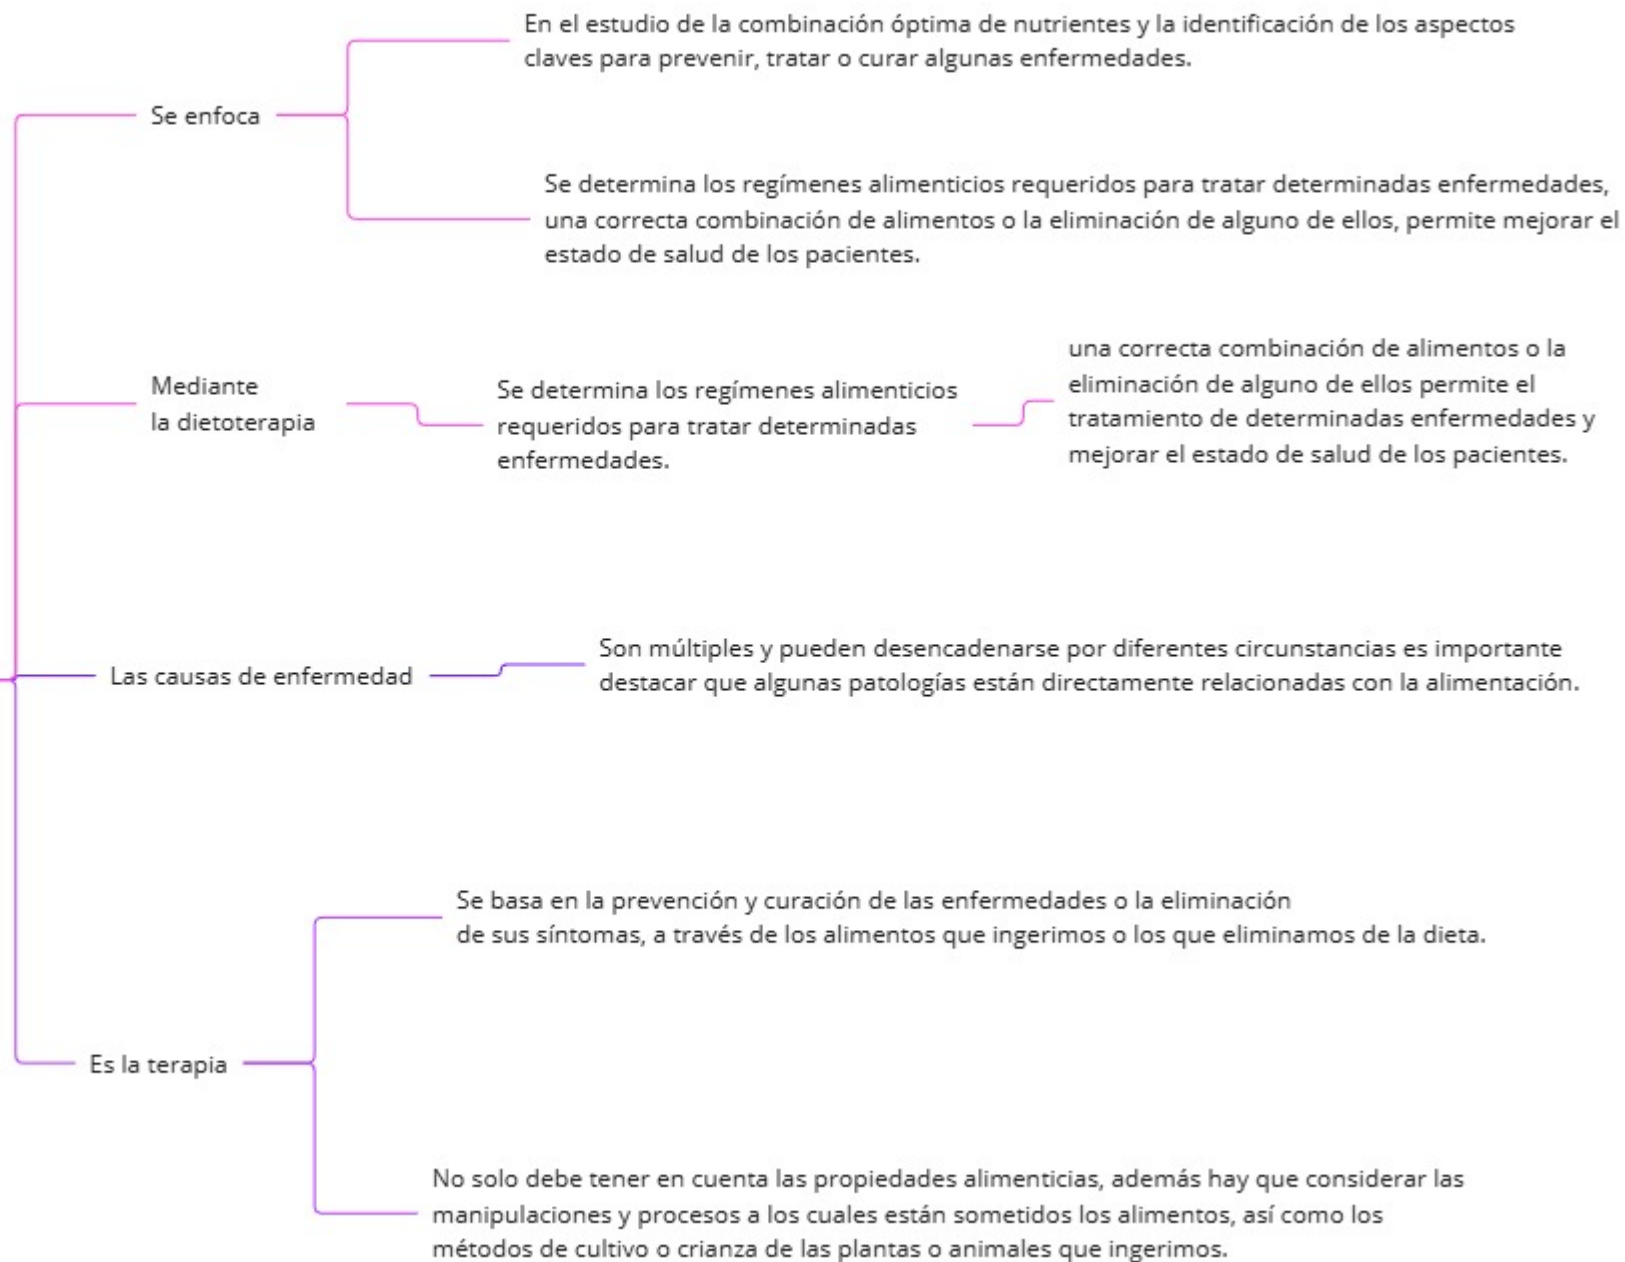 En el estudio de la combinación óptima de nutrientes y la identificación de los aspectos
claves para prevenir, tratar o curar algunas enfermedades.
Se enfoca
Se determina los regímenes alimenticios requeridos para tratar determinadas enfermedades,
una correcta combinación de alimentos o la eliminación de alguno de ellos, permite mejorar el
estado de salud de los pacientes.
Mediante
la dietoterapia
Se determina los regímenes alimenticios
requeridos para tratar determinadas
enfermedades.
una correcta combinación de alimentos o la
eliminación de alguno de ellos permite el
tratamiento de determinadas enfermedades y
mejorar el estado de salud de los pacientes.
Las causas de enfermedad
Son múltiples y pueden desencadenarse por diferentes circunstancias es importante
destacar que algunas patologías están directamente relacionadas con la alimentación.
Se basa en la prevención y curación de las enfermedades o la eliminación
de sus síntomas, a través de los alimentos que ingerimos o los que eliminamos de la dieta.
Es la terapia
No solo debe tener en cuenta las propiedades alimenticias, además hay que considerar las
manipulaciones y procesos a los cuales están sometidos los alimentos, así como los
métodos de cultivo o crianza de las plantas o animales que ingerimos.